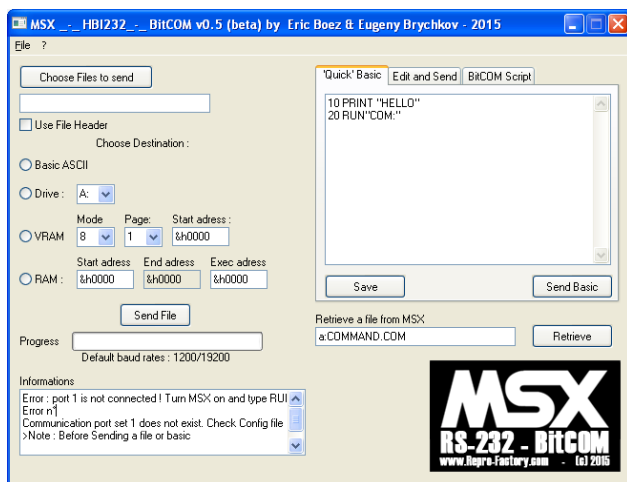 MSX _-_ HBI232_-_ BitCOM v0.5 (beta) by Eric Boez & Eugeny Brychkov - 2015
File ?
Choose Files to send
Use File Header
Choose Destination :
Basic ASCII
Drive : A:
Mode Page: Start adress :
VRAM 8 1 &h0000
Start adress End adress Exec adress
RAM : &h0000 &h0000 &h0000
Send File
Progress
Default baud rates : 1200/19200
Informations
Error : port 1 is not connected ! Turn MSX on and type RUI
Error n°
Communication port set 1 does not exist. Check Config file
>Note : Before Sending a file or basic
'Quick' Basic Edit and Send BitCOM Script
10 PRINT "HELLO"
20 RUN"COM:"
Save Send Basic
Retrieve a file from MSX
a:COMMAND.COM Retrieve
MSX
RS-232 - BitCOM
www.Repro-Factory.com - (c) 2015